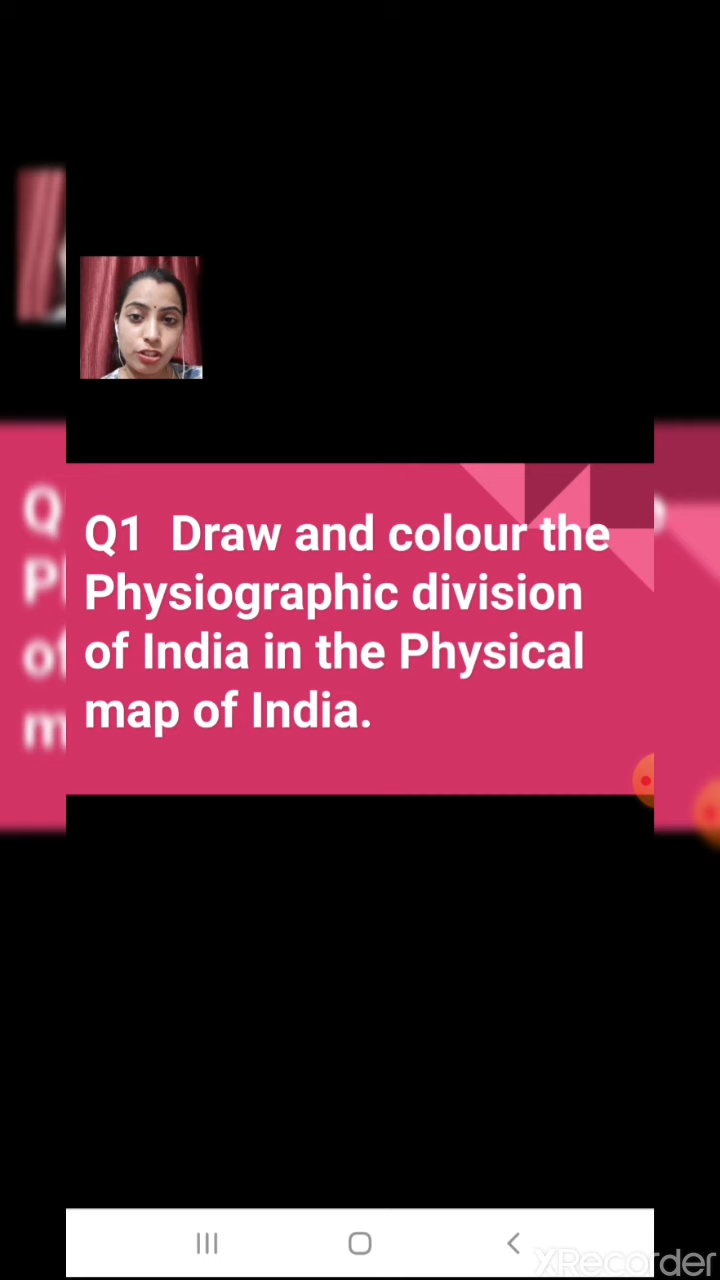 Q1 Draw and colour the
Physiographic division
of India in the Physical
map of India.
XRecorder